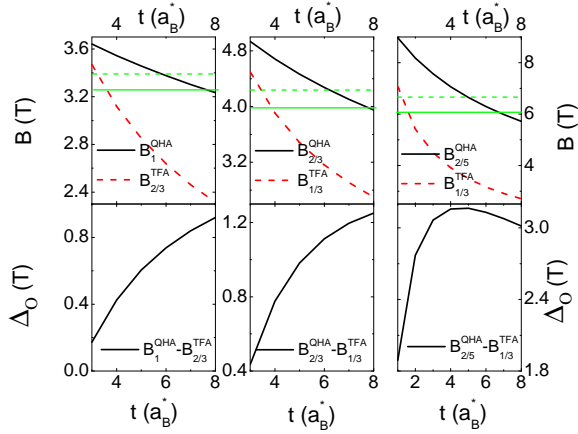 t (a*B) t (a*B) t (a*B)
4 6 8 4 6 8 2 4 6 8
3.6
3.3
3.0
2.7
2.4
B (T)
B1QHA
B2/3TFA
4.8
4.0
3.2
B2/3QHA
B1/3TFA
8
6
4
B (T)
B2/5QHA
B1/3TFA
0.8
0.4
0.0
ΔO (T)
B1QHA-B2/3TFA
1.2
0.8
0.4
B2/3QHA-B1/3TFA
3.0
2.4
1.8
ΔO (T)
B2/5QHA-B1/3TFA
4 6 8 4 6 8 2 4 6 8
t (a*B) t (a*B) t (a*B)